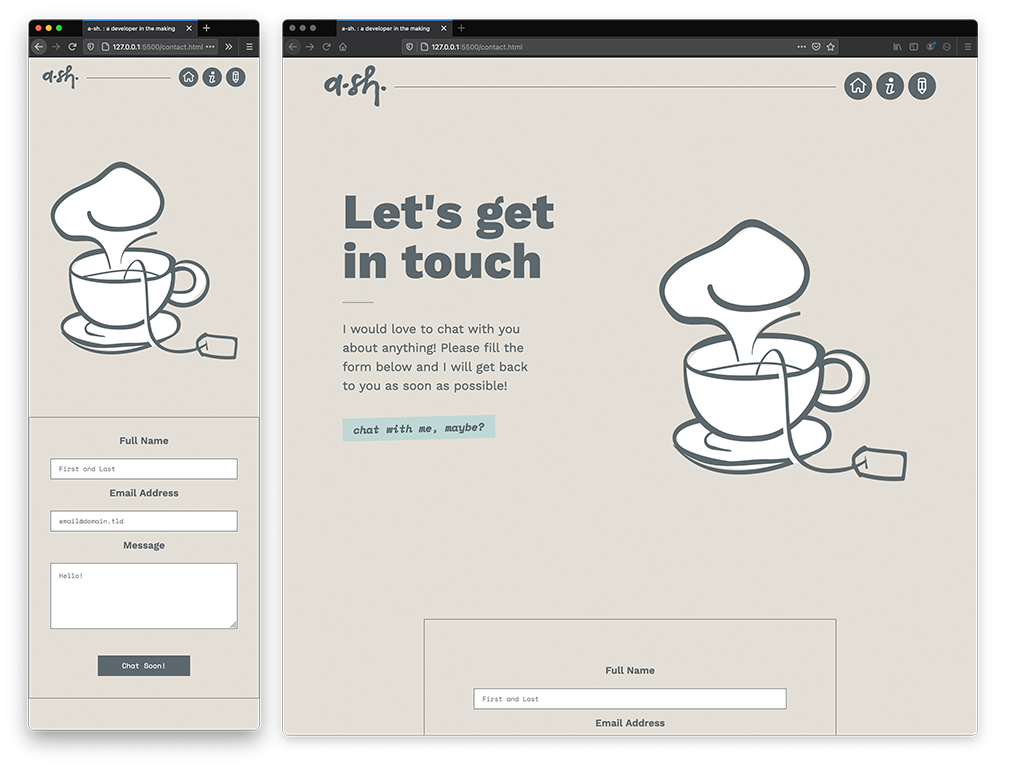 a-sh. : a developer in the making
127.0.0.1:5500/contact.html
a·sh.
Full Name
First and Last
Email Address
email@domain.tld
Message
Hello!
Chat Soon!
a-sh. : a developer in the making
127.0.0.1:5500/contact.html
a·sh.
Let's get
in touch
I would love to chat with you
about anything! Please fill the
form below and I will get back
to you as soon as possible!
chat with me, maybe?
Full Name
First and Last
Email Address